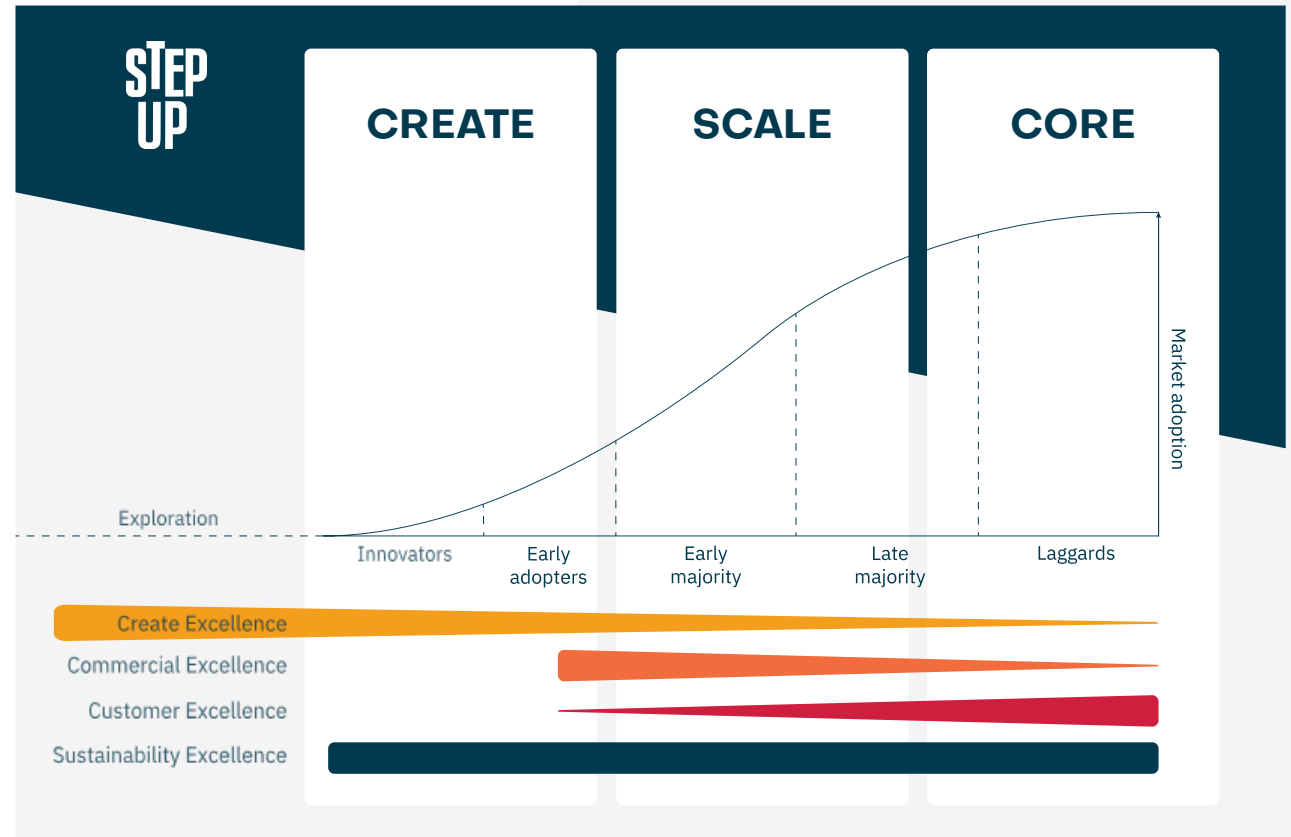 STEP
UP
CREATE
SCALE
CORE
Market adoption
Exploration
Innovators
Early
adopters
Early
majority
Late
majority
Laggards
Create Excellence
Commercial Excellence
Customer Excellence
Sustainability Excellence